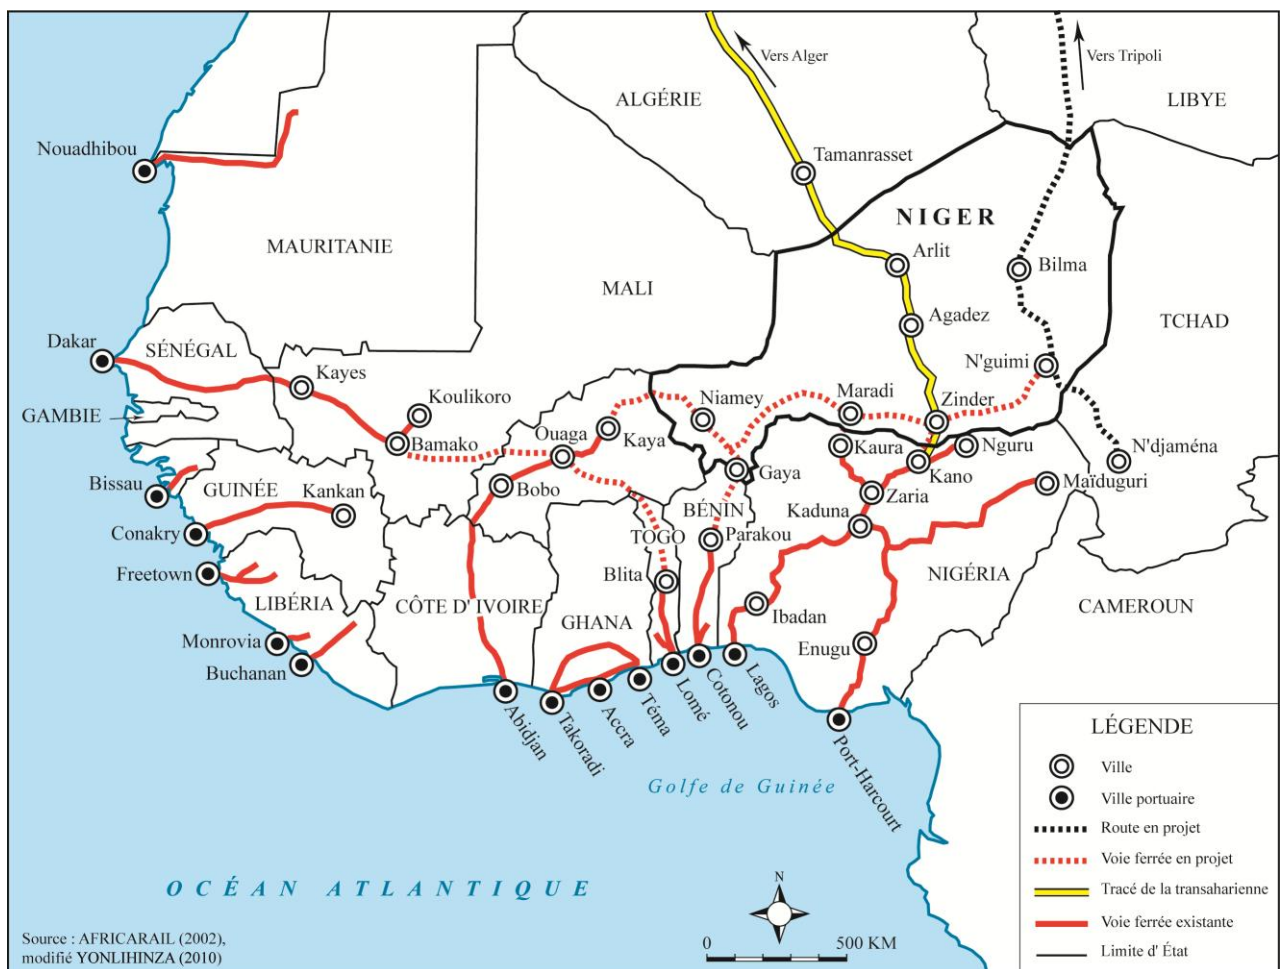 Vers Alger
Vers Tripoli
ALGÉRIE
LIBYE
Nouadhibou
Tamanrasset
NIGER
MAURITANIE
Arlit
Bilma
MALI
Agadez
TCHAD
Dakar
SÉNÉGAL
Kayes
N'guimi
Koulikoro
Niamey
Maradi
Zinder
GAMBIE
Bamako
Ouaga
Kaya
Kaura
Nguru
Kano
N'djaména
Gaya
Bissau
GUINÉE
Kankan
Bobo
Zaria
Maïduguri
BÉNIN
Kaduna
Conakry
TOGO
Parakou
Freetown
Blita
NIGÉRIA
LIBÉRIA
CÔTE D' IVOIRE
Ibadan
CAMEROUN
GHANA
Monrovia
Enugu
Buchanan
Abidjan
Takoradi
Accra
Téma
Lomé
Cotonou
Lagos
Port-Harcourt
Golfe de Guinée
OCÉAN ATLANTIQUE
LÉGENDE
Ville
Ville portuaire
Route en projet
Voie ferrée en projet
Tracé de la transaharienne
Voie ferrée existante
Limite d' État
N
0 500 KM
Source : AFRICARAIL (2002),
modifié YONLIHINZA (2010)